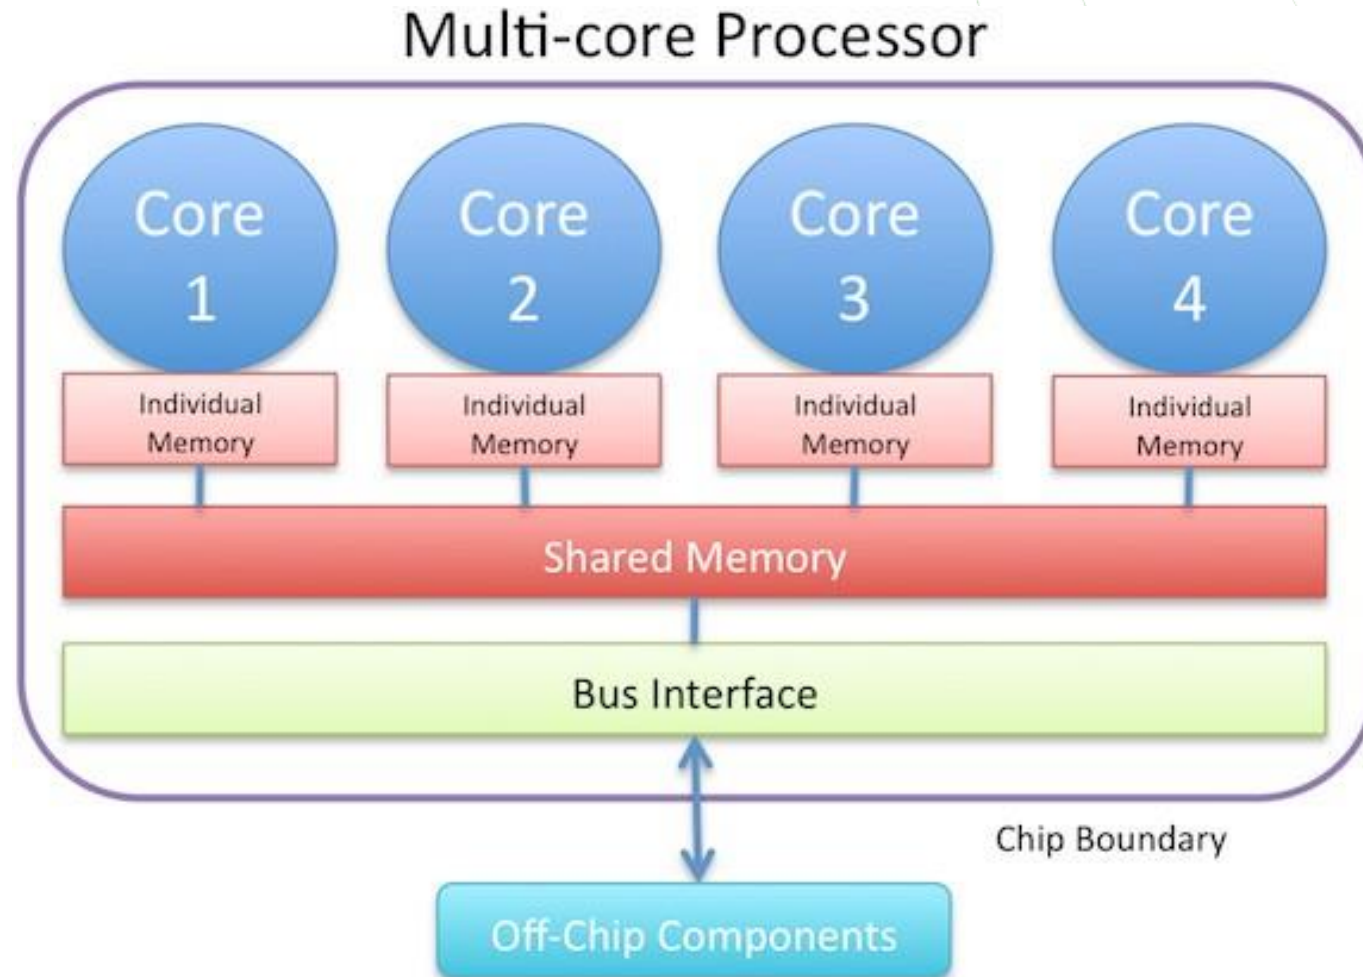 Multi-core Processor
Core
1
Core
2
Core
3
Core
4
Individual
Memory
Individual
Memory
Individual
Memory
Individual
Memory
Shared Memory
Bus Interface
Chip Boundary
Off-Chip Components